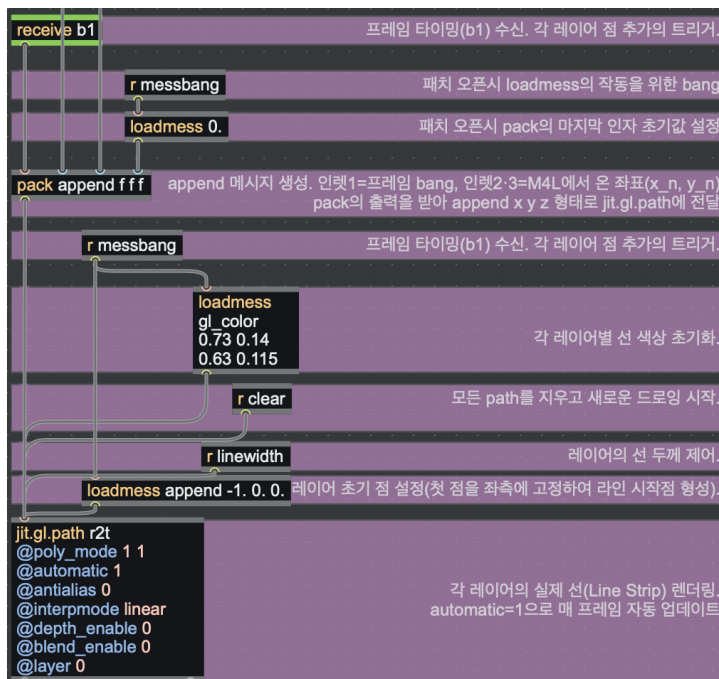 receive b1
프레임 타이밍(b1) 수신. 각 레이어 점 추가의 트리거.
r messbang
패치 오픈시 loadmess의 작동을 위한 bang
loadmess 0.
패치 오픈시 pack의 마지막 인자 초기값 설정
pack append f f f
append 메시지 생성. 인렛1=프레임 bang, 인렛2·3=M4L에서 온 좌표(x_n, y_n)
pack의 출력을 받아 append x y z 형태로 jit.gl.path에 전달
r messbang
프레임 타이밍(b1) 수신. 각 레이어 점 추가의 트리거.
loadmess
gl_color
0.73 0.14
0.63 0.115
각 레이어별 선 색상 초기화.
r clear
모든 path를 지우고 새로운 드로잉 시작.
r linewidth
레이어의 선 두께 제어.
loadmess append -1. 0. 0.
레이어 초기 점 설정(첫 점을 좌측에 고정하여 라인 시작점 형성).
jit.gl.path r2t
@poly_mode 1 1
@automatic 1
@antialias 0
@interpmode linear
@depth_enable 0
@blend_enable 0
@layer 0
각 레이어의 실제 선(Line Strip) 렌더링.
automatic=1으로 매 프레임 자동 업데이트